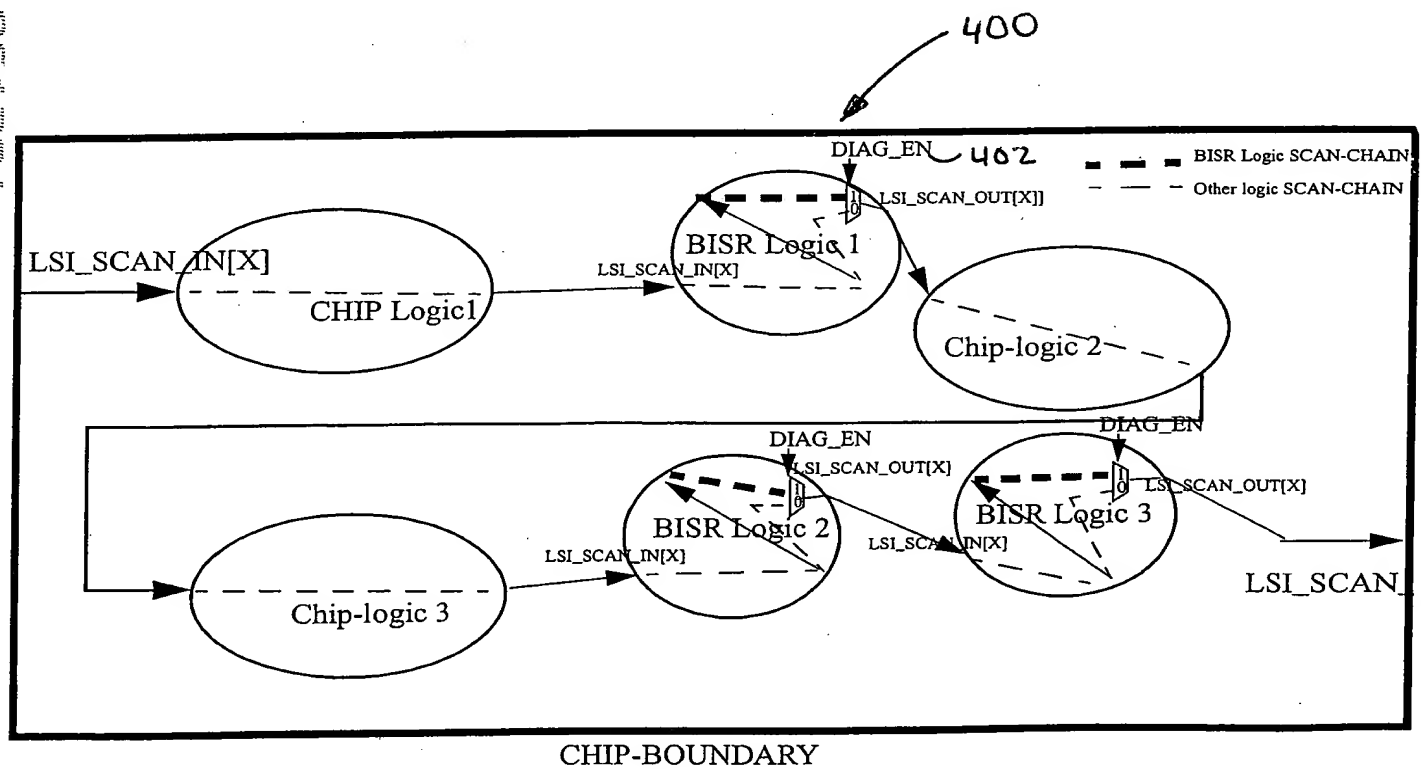 400
DIAG_EN 402
BISR Logic SCAN-CHAIN
Other logic SCAN-CHAIN
1
0
LSI_SCAN_OUT[X]]
BISR Logic 1
LSI_SCAN_IN[X]
LSI_SCAN_IN[X]
CHIP Logic1
Chip-logic 2
DIAG_EN
DIAG_EN
1
0
LSI_SCAN_OUT[X]
1
0
LSI_SCAN_OUT[X]
BISR Logic 2
BISR Logic 3
LSI_SCAN_IN[X]
LSI_SCAN_IN[X]
Chip-logic 3
LSI_SCAN_
CHIP-BOUNDARY